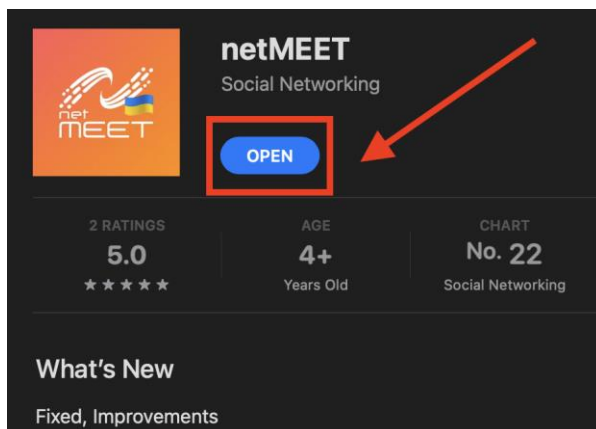 netMEET
Social Networking
net
MEET
OPEN
2 RATINGS
5.0
★★★★★
AGE
4+
Years Old
CHART
No. 22
Social Networking
What's New
Fixed, Improvements